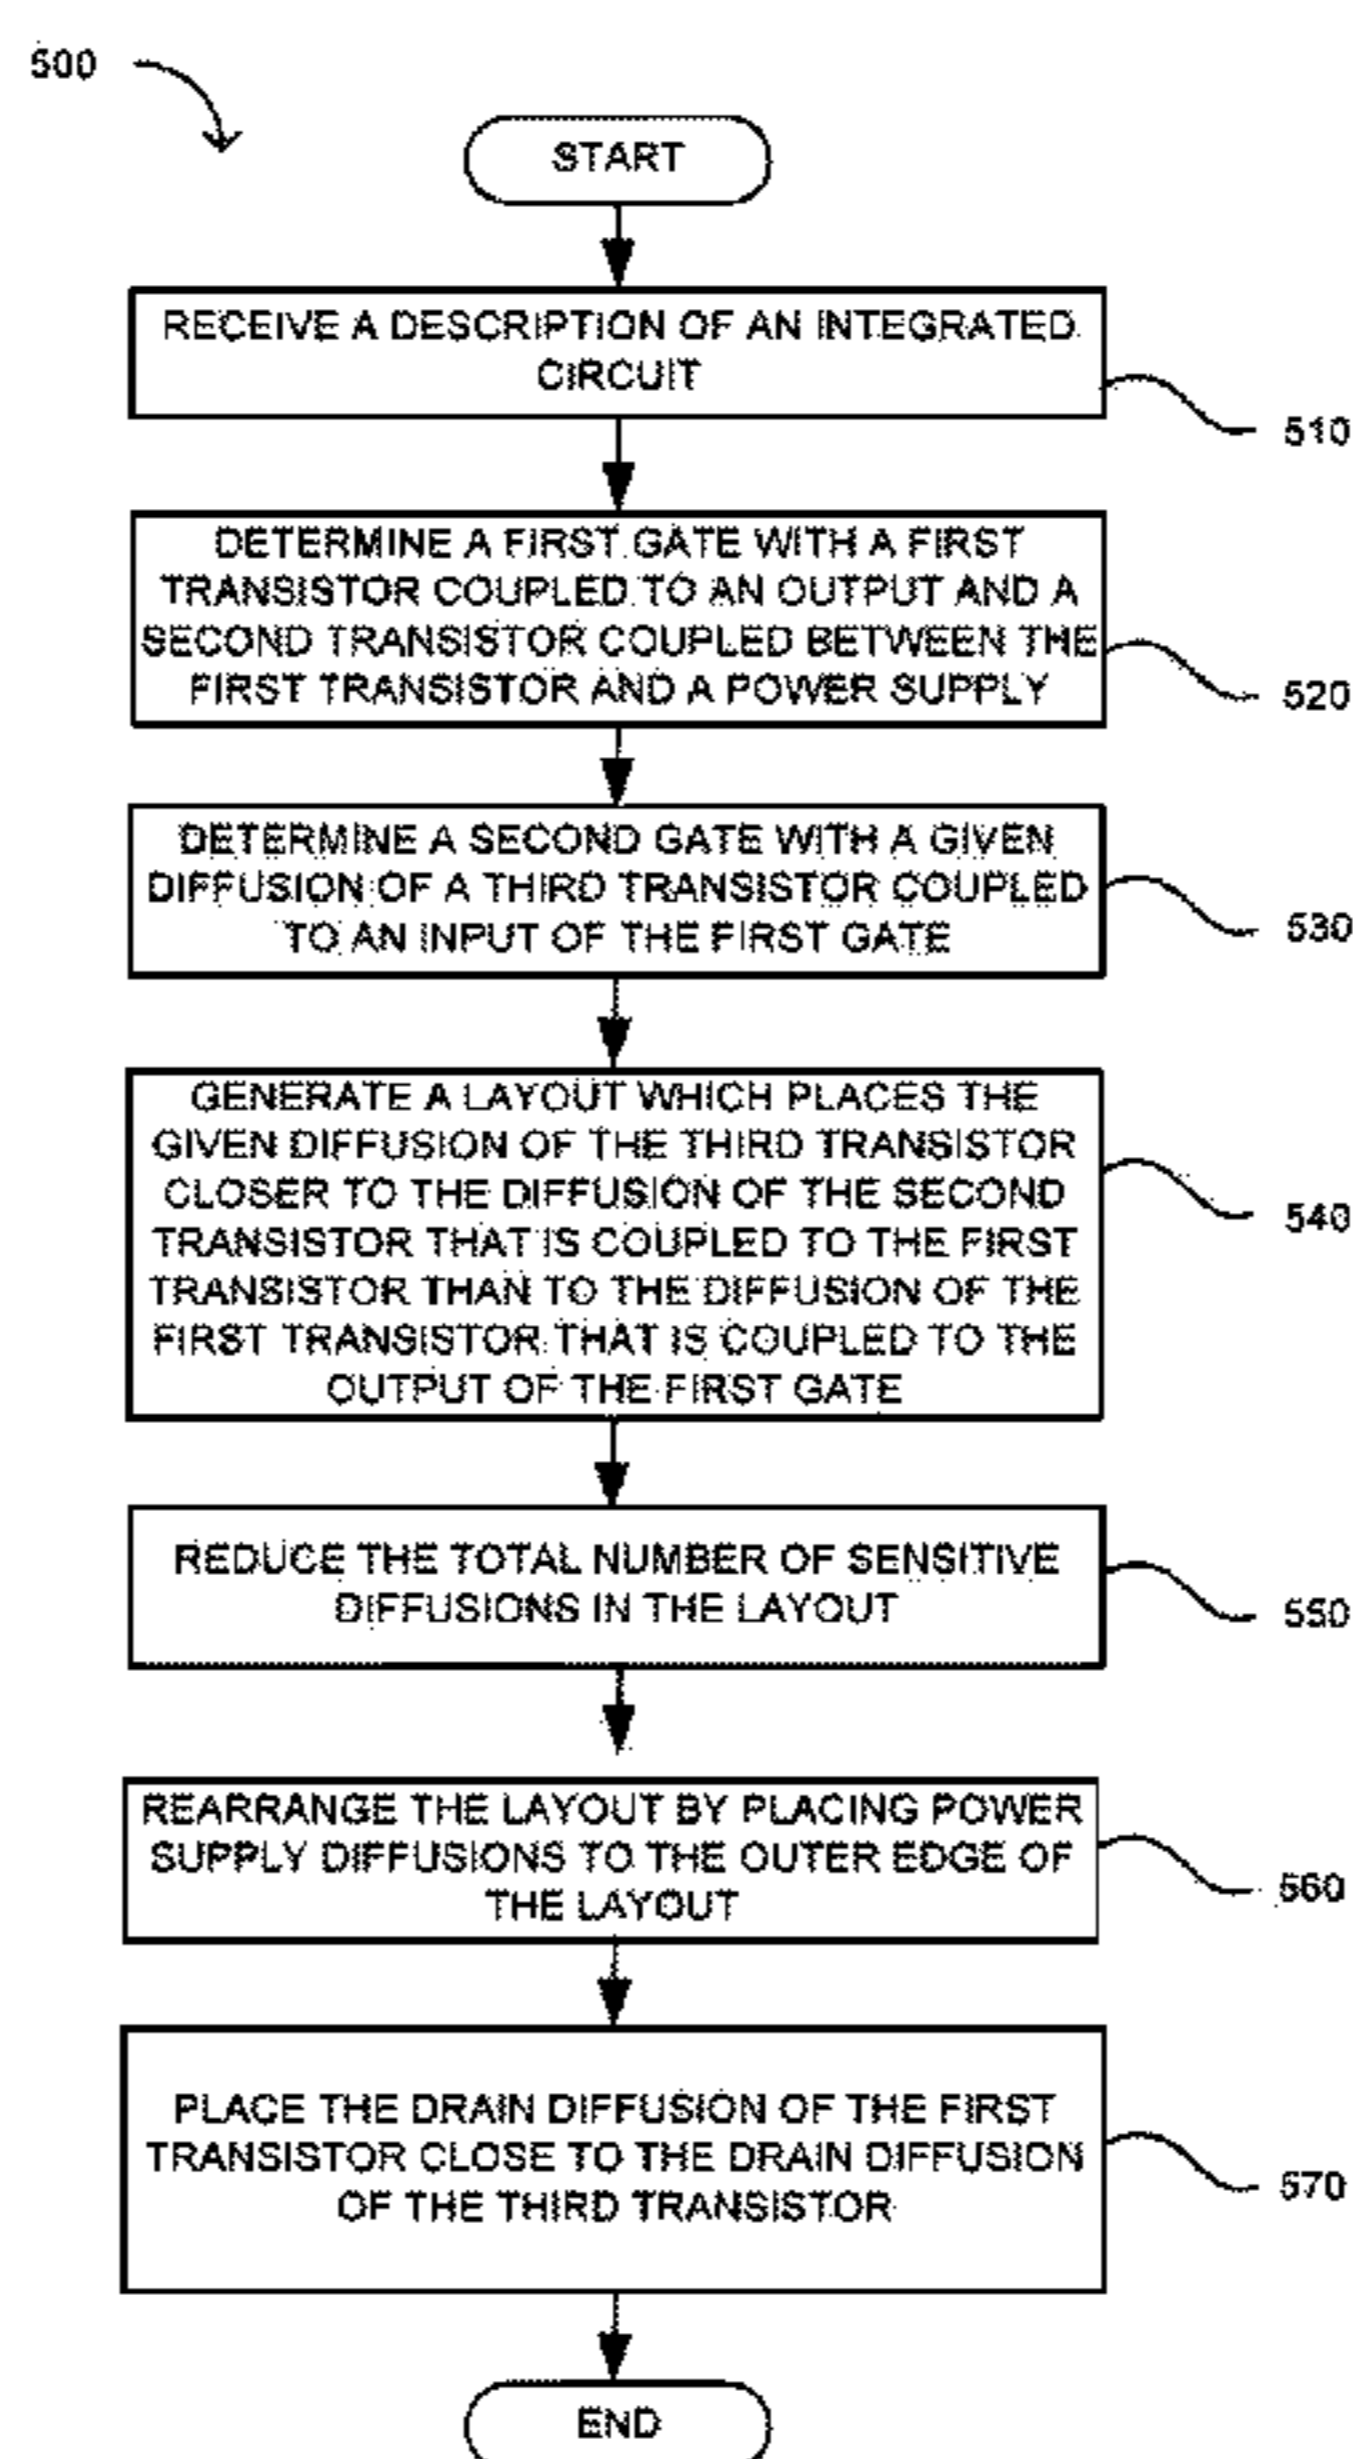 500
START
RECEIVE A DESCRIPTION OF AN INTEGRATED
CIRCUIT
510
DETERMINE A FIRST GATE WITH A FIRST
TRANSISTOR COUPLED TO AN OUTPUT AND A
SECOND TRANSISTOR COUPLED BETWEEN THE
FIRST TRANSISTOR AND A POWER SUPPLY
520
DETERMINE A SECOND GATE WITH A GIVEN
DIFFUSION OF A THIRD TRANSISTOR COUPLED
TO AN INPUT OF THE FIRST GATE
530
GENERATE A LAYOUT WHICH PLACES THE
GIVEN DIFFUSION OF THE THIRD TRANSISTOR
CLOSER TO THE DIFFUSION OF THE SECOND
TRANSISTOR THAT IS COUPLED TO THE FIRST
TRANSISTOR THAN TO THE DIFFUSION OF THE
FIRST TRANSISTOR THAT IS COUPLED TO THE
OUTPUT OF THE FIRST GATE
540
REDUCE THE TOTAL NUMBER OF SENSITIVE
DIFFUSIONS IN THE LAYOUT
550
REARRANGE THE LAYOUT BY PLACING POWER
SUPPLY DIFFUSIONS TO THE OUTER EDGE OF
THE LAYOUT
560
PLACE THE DRAIN DIFFUSION OF THE FIRST
TRANSISTOR CLOSE TO THE DRAIN DIFFUSION
OF THE THIRD TRANSISTOR
570
END